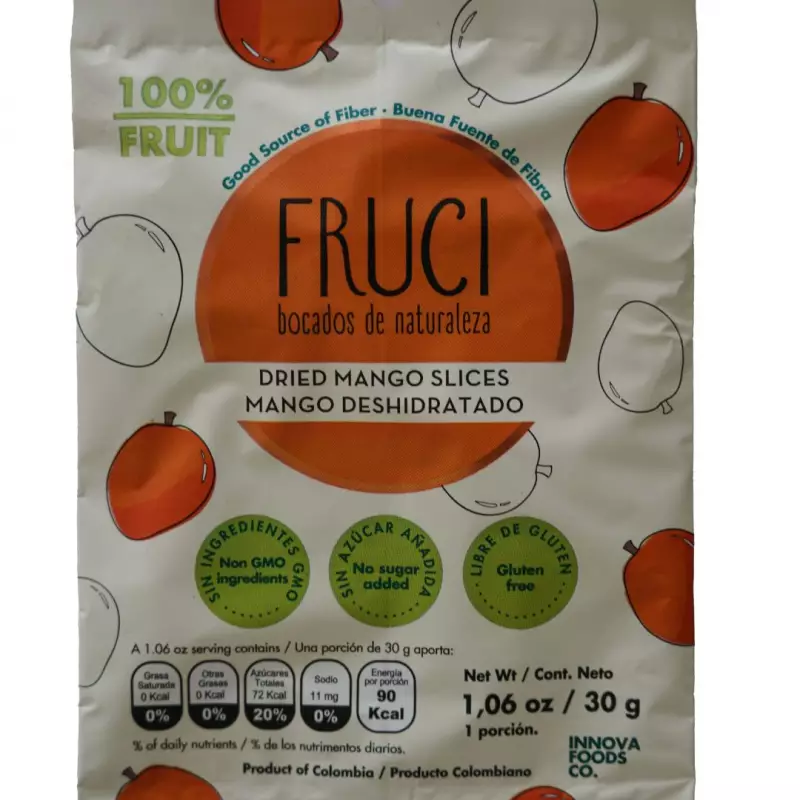 100%
FRUIT
Good Source of Fiber · Buena Fuente de Fibra
FRUCI
bocados de naturaleza
DRIED MANGO SLICES
MANGO DESHIDRATADO
SIN INGREDIENTES GMO
Non GMO
ingredients
SIN AZÚCAR AÑADIDA
No sugar
added
LIBRE DE GLUTEN
Gluten
free
A 1.06 oz serving contains / Una porción de 30 g aporta:
Grasa
Saturada
0 Kcal
0%
Otras
Grasas
0 Kcal
0%
Azúcares
Totales
72 Kcal
20%
Sodio
11 mg
0%
Energía
por porción
90
Kcal
% of daily nutrients / % de los nutrimentos diarios.
Net Wt / Cont. Neto
1,06 oz / 30 g
1 porción.
INNOVA
FOODS
CO.
Product of Colombia / Producto Colombiano